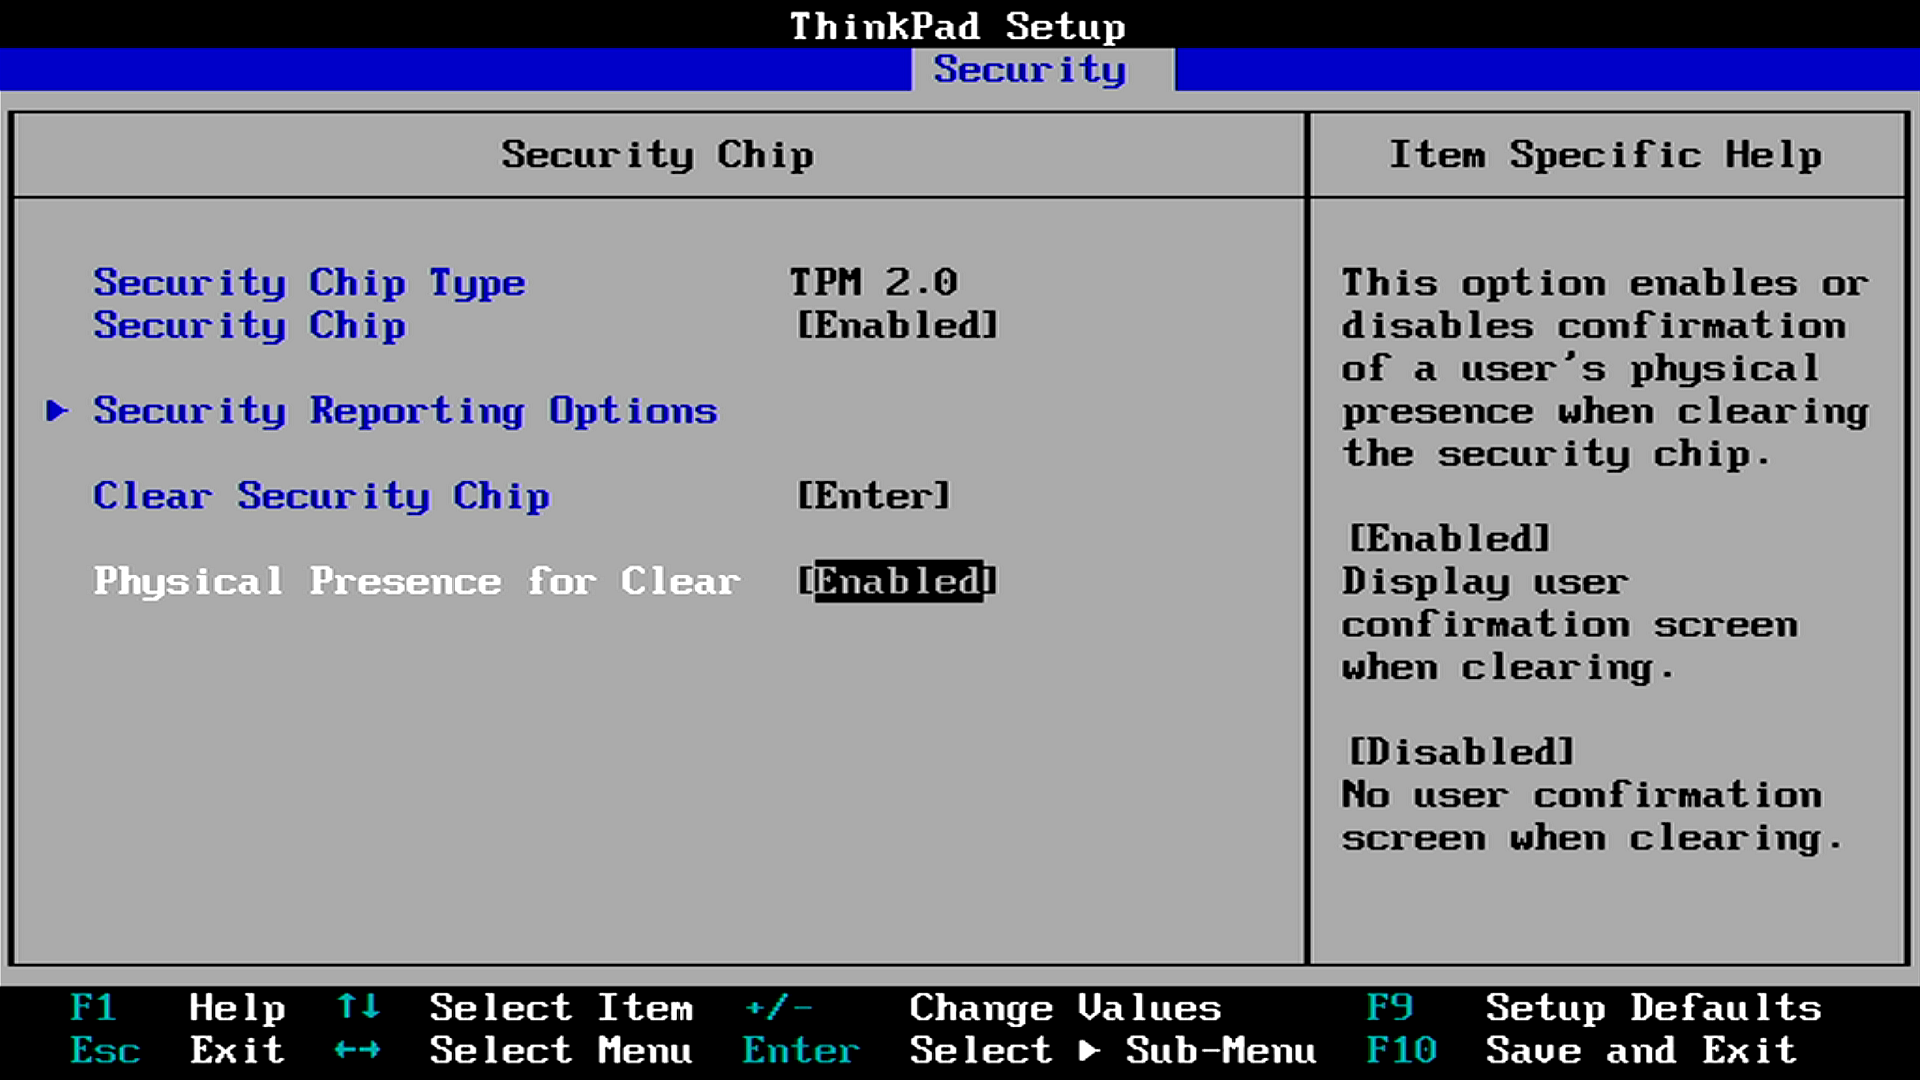 ThinkPad Setup
Security
Security Chip
Item Specific Help
Security Chip Type TPM 2.0
Security Chip [Enabled]
► Security Reporting Options
Clear Security Chip [Enter]
Physical Presence for Clear [Enabled]
This option enables or
disables confirmation
of a user's physical
presence when clearing
the security chip.
[Enabled]
Display user
confirmation screen
when clearing.
[Disabled]
No user confirmation
screen when clearing.
F1 Help ↑↓ Select Item +/- Change Values F9 Setup Defaults
Esc Exit ←→ Select Menu Enter Select ► Sub-Menu F10 Save and Exit